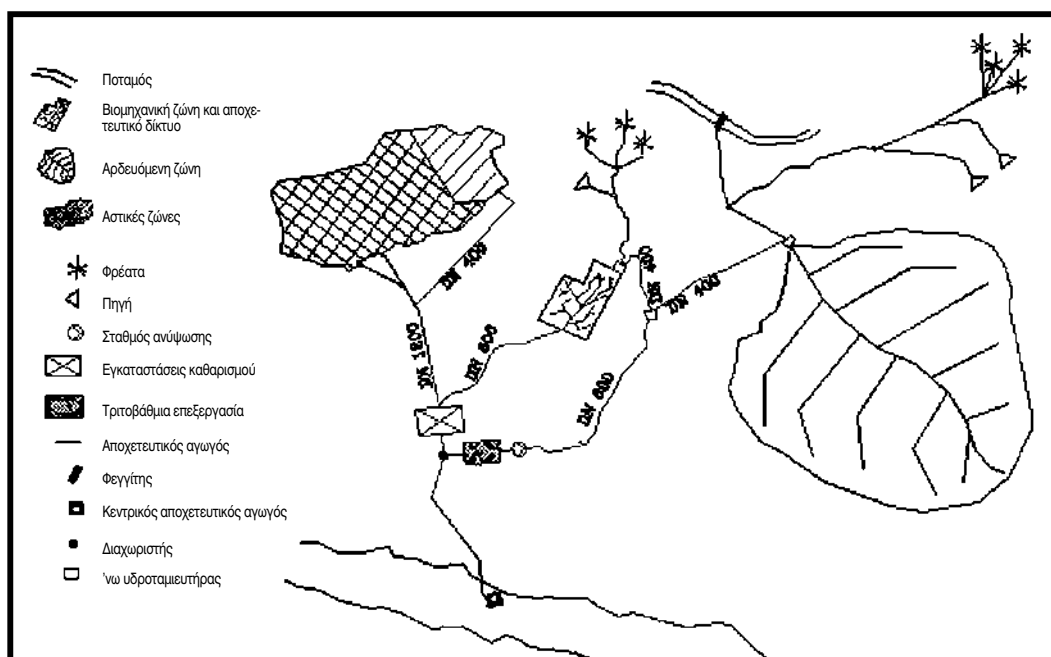 Ποταμός
Βιομηχανική ζώνη και αποχε-
τευτικό δίκτυο
Αρδευόμενη ζώνη
Αστικές ζώνες
Φρέατα
Πηγή
Σταθμός ανύψωσης
Εγκαταστάσεις καθαρισμού
Τριτοβάθμια επεξεργασία
Αποχετευτικός αγωγός
Φεγγίτης
Κεντρικός αποχετευτικός αγωγός
Διαχωριστής
'νω υδροταμιευτήρας
DN 400
DN 400
DN 400
DN 600
DN 600